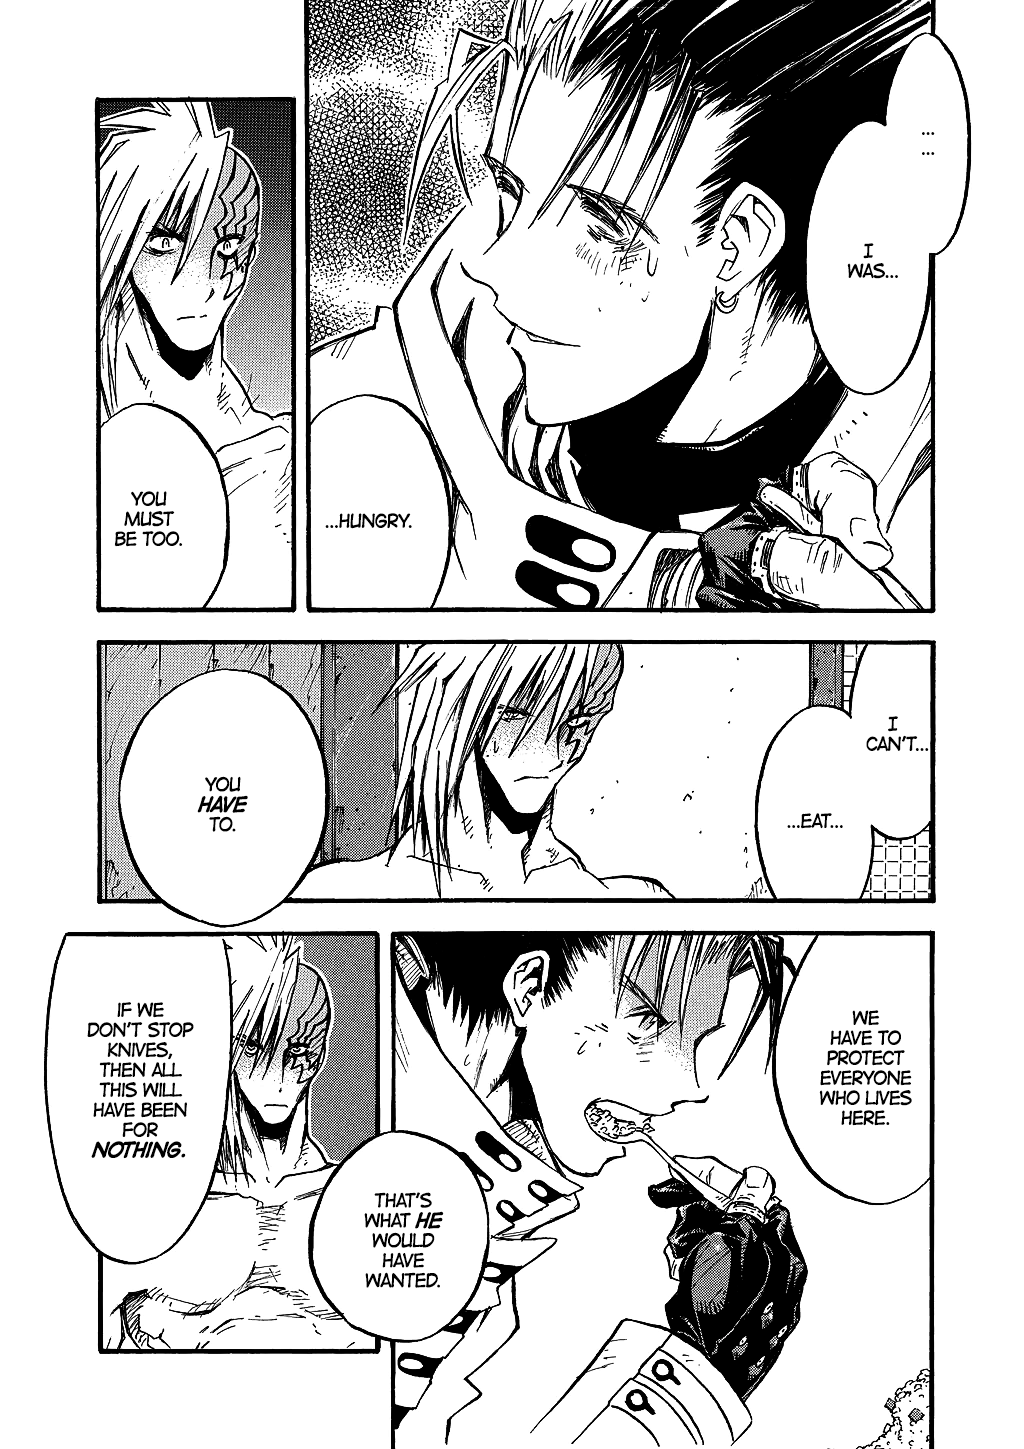 ...
...
I
WAS...
...HUNGRY.
YOU
MUST
BE TOO.
I
CAN'T...
...EAT...
YOU
HAVE
TO.
WE
HAVE TO
PROTECT
EVERYONE
WHO LIVES
HERE.
THAT'S
WHAT HE
WOULD
HAVE
WANTED.
IF WE
DON'T STOP
KNIVES,
THEN ALL
THIS WILL
HAVE BEEN
FOR
NOTHING.